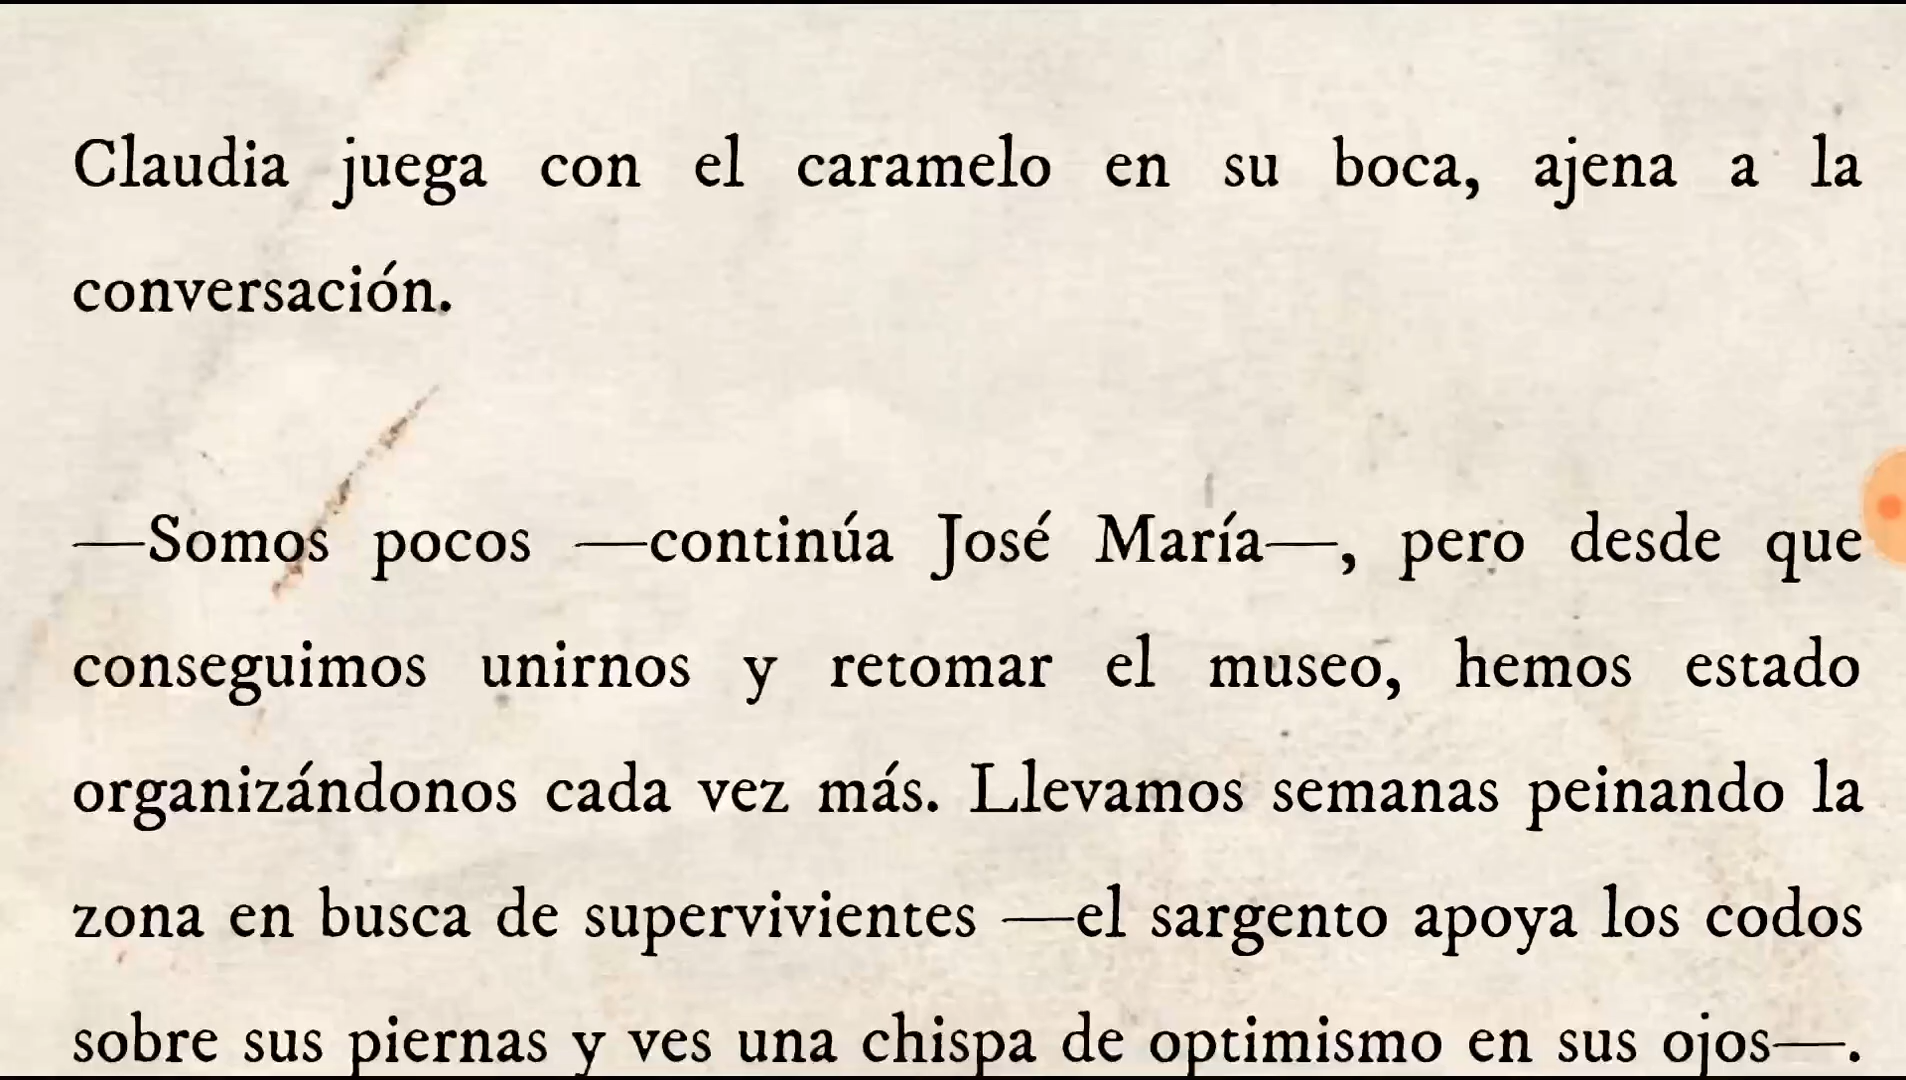 Claudia juega con el caramelo en su boca, ajena a la
conversación.
—Somos pocos —continúa José María—, pero desde que
conseguimos unirnos y retomar el museo, hemos estado
organizándonos cada vez más. Llevamos semanas peinando la
zona en busca de supervivientes —el sargento apoya los codos
sobre sus piernas y ves una chispa de optimismo en sus ojos—.